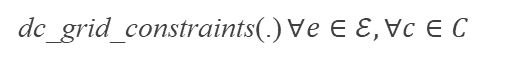 dc_grid_constraints(.) ∀e ∈ ℰ, ∀c ∈ C